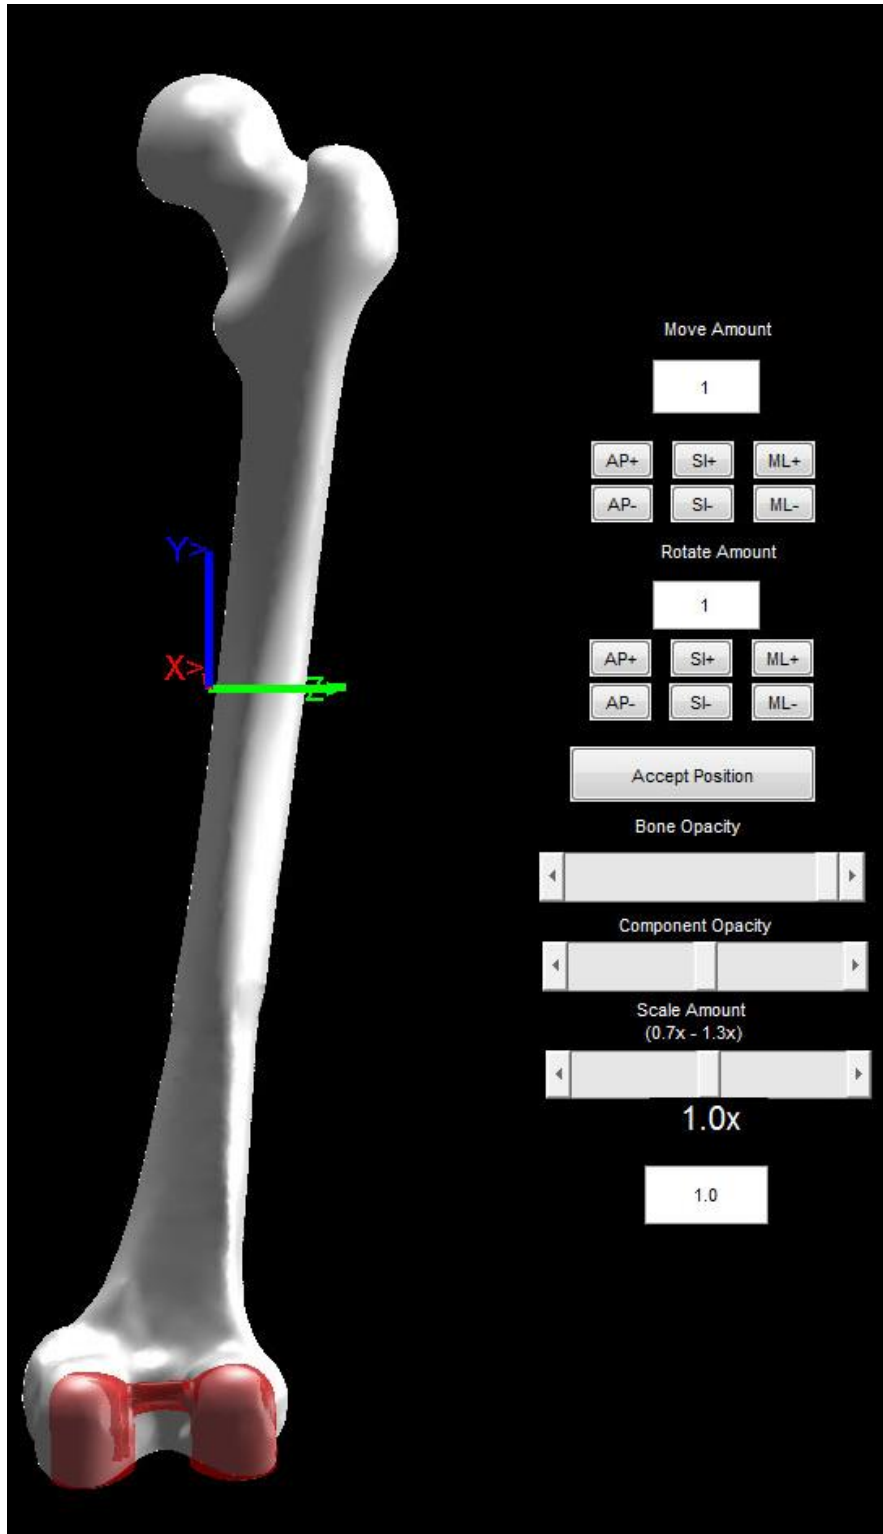 Move Amount
1
AP+ SI+ ML+
AP- SI- ML-
Rotate Amount
1
AP+ SI+ ML+
AP- SI- ML-
Y>
X>
Z
Accept Position
Bone Opacity
Component Opacity
Scale Amount
(0.7x - 1.3x)
1.0x
1.0